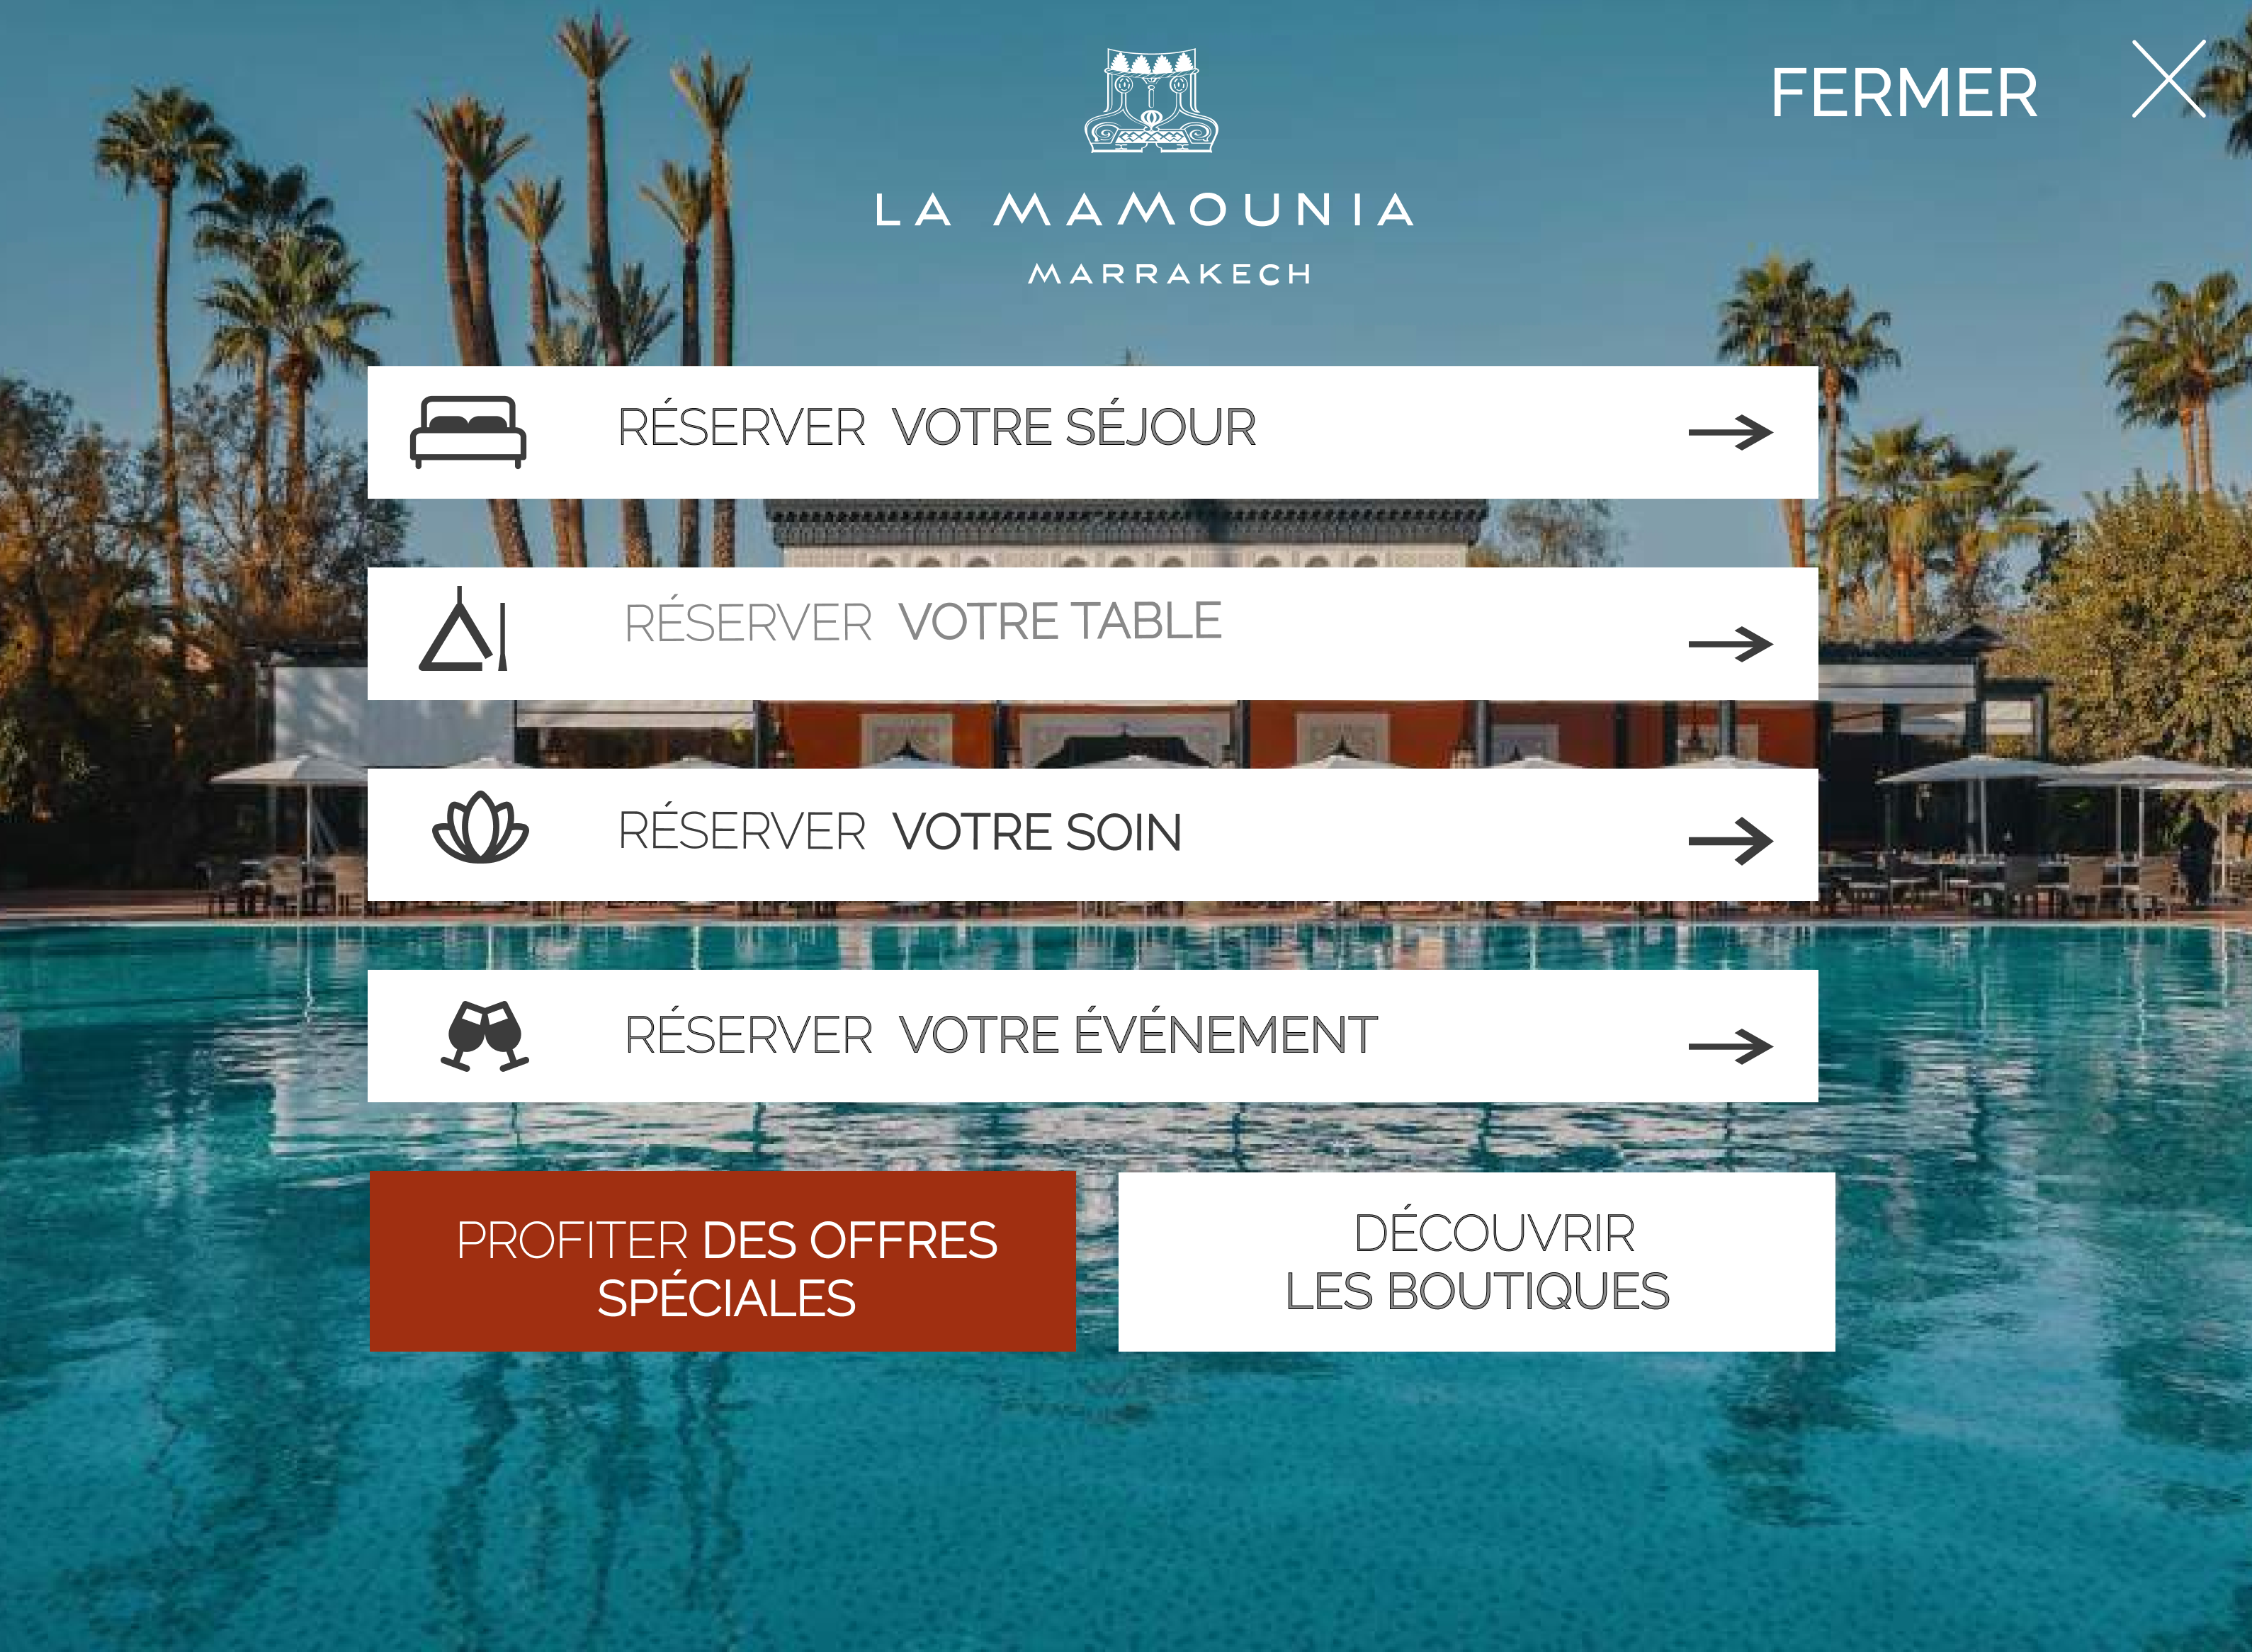 FERMER
LA MAMOUNIA
MARRAKECH
RÉSERVER VOTRE SÉJOUR
RÉSERVER VOTRE TABLE
RÉSERVER VOTRE SOIN
RÉSERVER VOTRE ÉVÉNEMENT
PROFITER DES OFFRES
SPÉCIALES
DÉCOUVRIR
LES BOUTIQUES